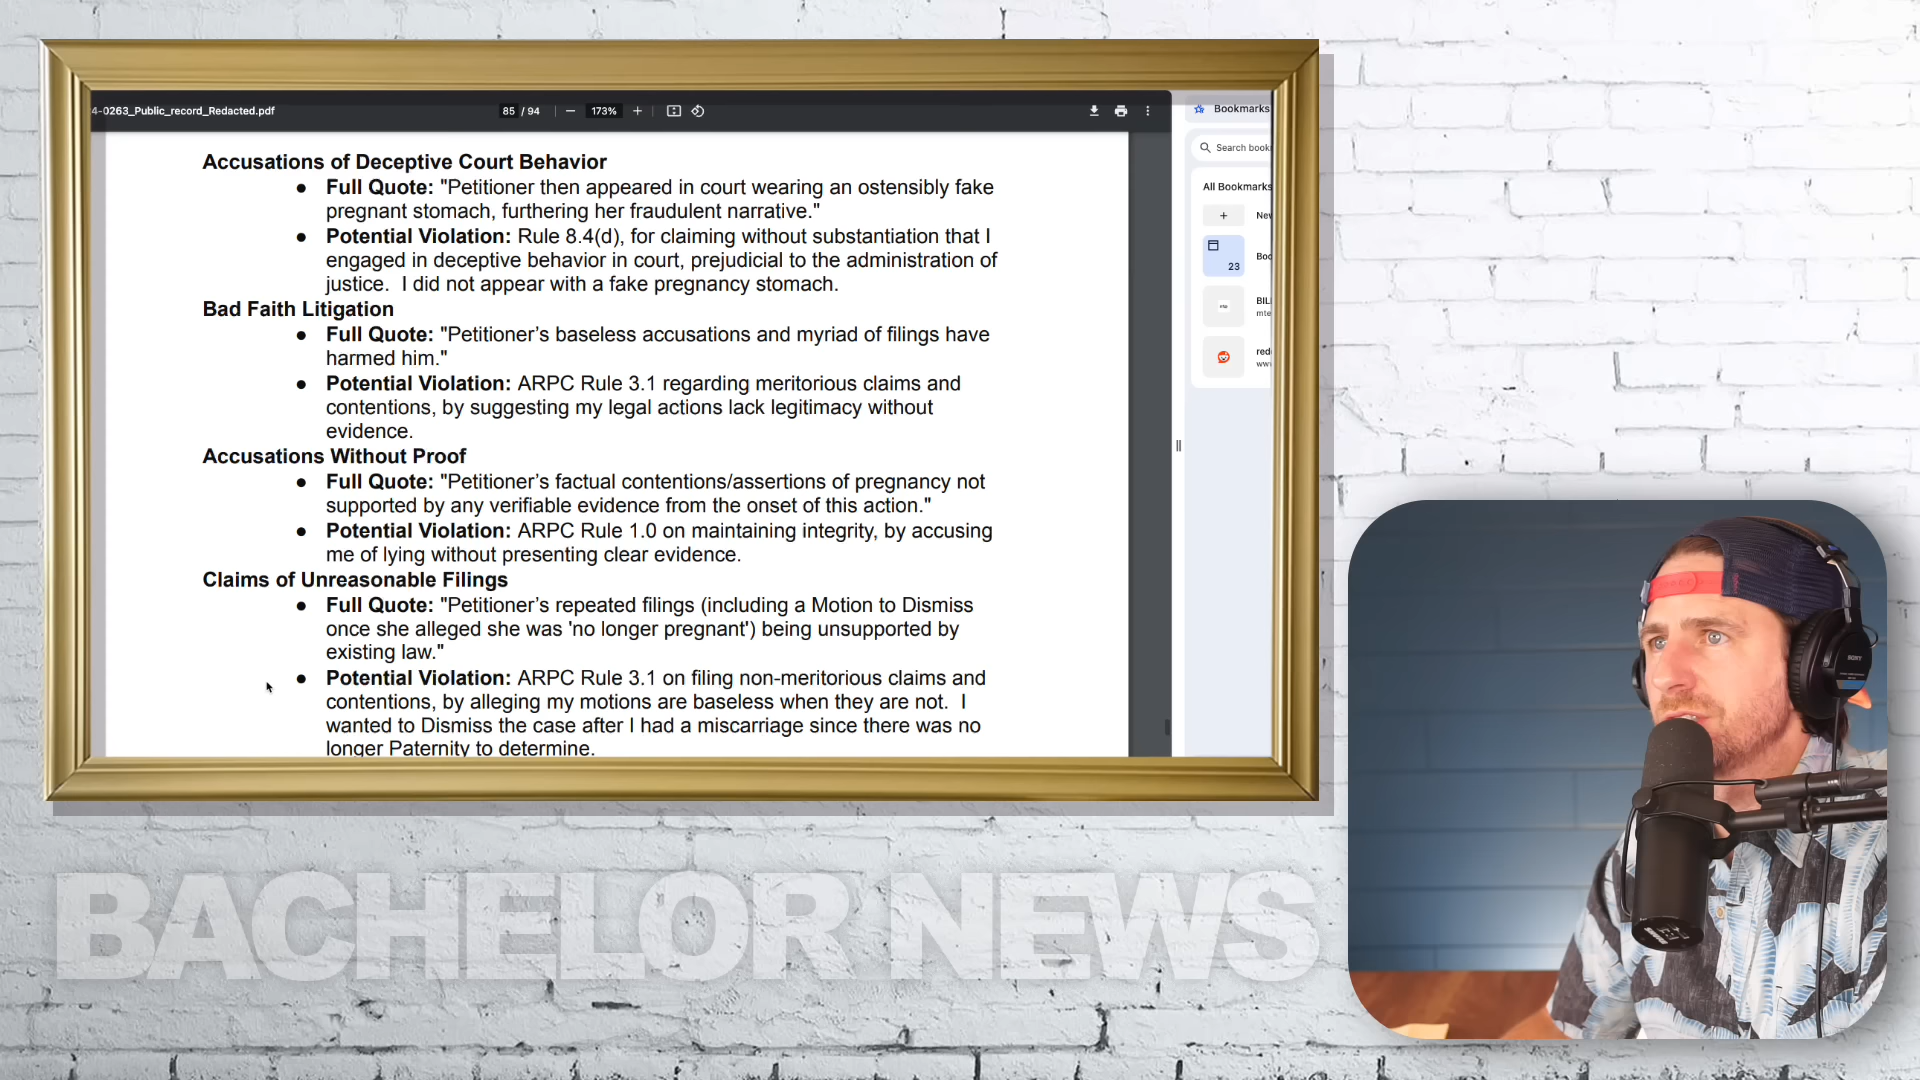 4-0263_Public_record_Redacted.pdf
85 / 94
173%
Bookmarks
Search book
All Bookmarks
Accusations of Deceptive Court Behavior
● Full Quote: "Petitioner then appeared in court wearing an ostensibly fake
pregnant stomach, furthering her fraudulent narrative."
● Potential Violation: Rule 8.4(d), for claiming without substantiation that I
engaged in deceptive behavior in court, prejudicial to the administration of
justice.  I did not appear with a fake pregnancy stomach.
Bad Faith Litigation
● Full Quote: "Petitioner’s baseless accusations and myriad of filings have
harmed him."
● Potential Violation: ARPC Rule 3.1 regarding meritorious claims and
contentions, by suggesting my legal actions lack legitimacy without
evidence.
Accusations Without Proof
● Full Quote: "Petitioner’s factual contentions/assertions of pregnancy not
supported by any verifiable evidence from the onset of this action."
● Potential Violation: ARPC Rule 1.0 on maintaining integrity, by accusing
me of lying without presenting clear evidence.
Claims of Unreasonable Filings
● Full Quote: "Petitioner’s repeated filings (including a Motion to Dismiss
once she alleged she was 'no longer pregnant') being unsupported by
existing law."
● Potential Violation: ARPC Rule 3.1 on filing non-meritorious claims and
contentions, by alleging my motions are baseless when they are not.  I
wanted to Dismiss the case after I had a miscarriage since there was no
longer Paternity to determine.
Nev
23
Boo
BIL
red
BACHELOR NEWS
SONY